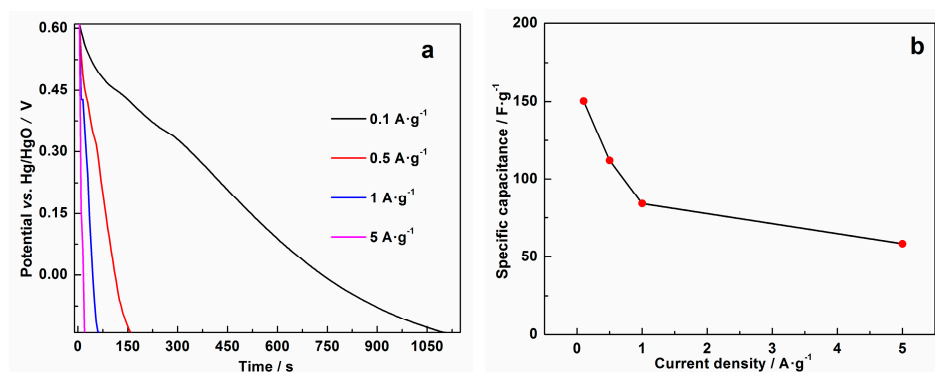 a
0.60
0.45
0.30
0.15
0.00
Potential vs. Hg/HgO / V
0.1 A·g⁻¹
0.5 A·g⁻¹
1 A·g⁻¹
5 A·g⁻¹
0 150 300 450 600 750 900 1050
Time / s
b
200
150
100
50
0
Specific capacitance / F·g⁻¹
0 1 2 3 4 5
Current density / A·g⁻¹